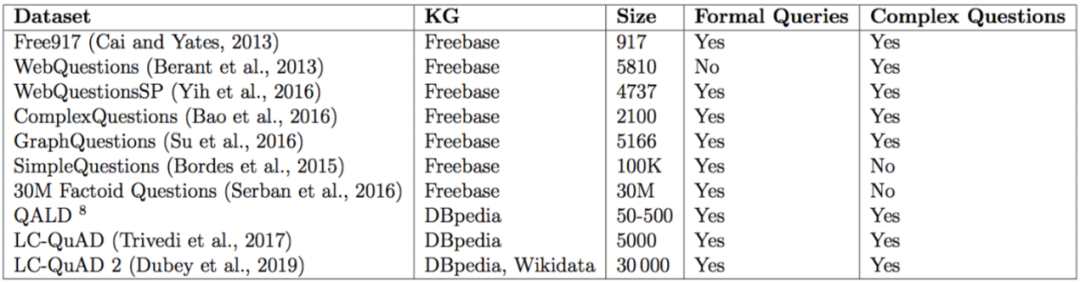 Dataset KG Size Formal Queries Complex Questions
Free917 (Cai and Yates, 2013) Freebase 917 Yes Yes
WebQuestions (Berant et al., 2013) Freebase 5810 No Yes
WebQuestionsSP (Yih et al., 2016) Freebase 4737 Yes Yes
ComplexQuestions (Bao et al., 2016) Freebase 2100 Yes Yes
GraphQuestions (Su et al., 2016) Freebase 5166 Yes Yes
SimpleQuestions (Bordes et al., 2015) Freebase 100K Yes No
30M Factoid Questions (Serban et al., 2016) Freebase 30M Yes No
QALD 8 DBpedia 50-500 Yes Yes
LC-QuAD (Trivedi et al., 2017) DBpedia 5000 Yes Yes
LC-QuAD 2 (Dubey et al., 2019) DBpedia, Wikidata 30 000 Yes Yes